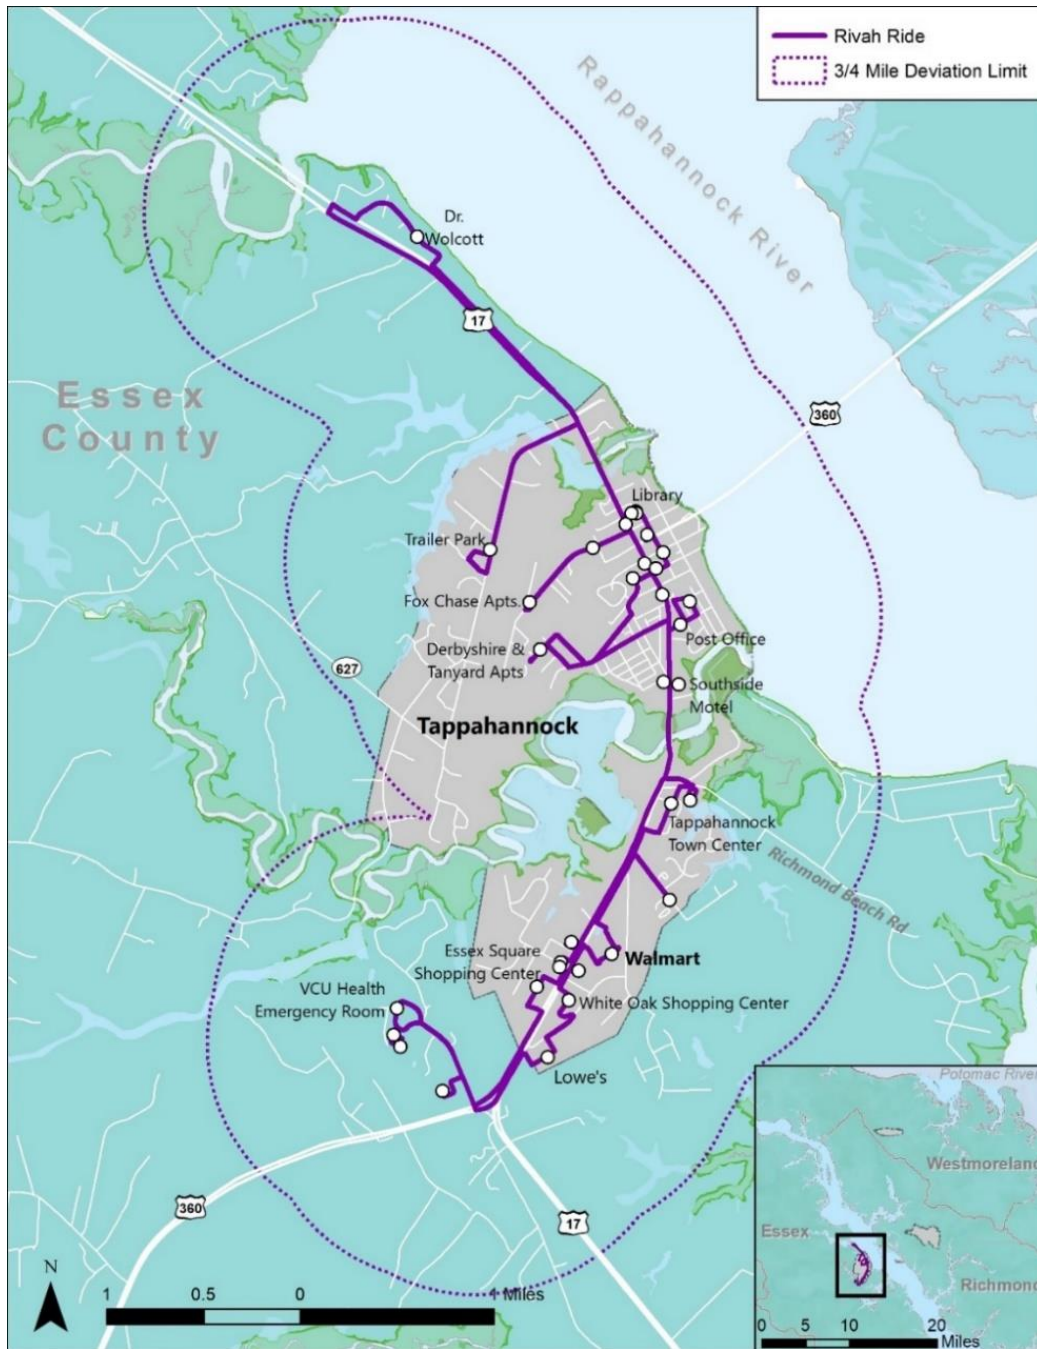 Rivah Ride
3/4 Mile Deviation Limit
Rappahannock River
Dr.
Wolcott
17
Essex
County
360
Library
Trailer Park
Fox Chase Apts.
Derbyshire &
Tanyard Apts
Post Office
627
Southside
Motel
Tappahannock
Tappahannock
Town Center
Richmond Beach Rd
Essex Square
Shopping Center
Walmart
VCU Health
Emergency Room
White Oak Shopping Center
Lowe's
360
17
N
1 0.5 0 1 Miles
Potomac River
Westmoreland
Essex
Richmond
0 5 10 20
Miles